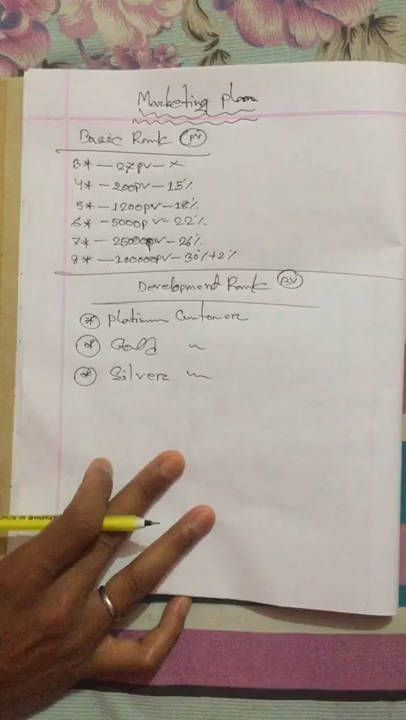 Marketing plan
Basic Rank PV
3* — 27pv — x
4* — 200pv — 15%
5* — 1200pv — 18%
6* — 5000pv — 22%
7* — 25000pv — 26%
8* — 100000pv — 30%+2%
Development Rank PV
* Platinum Customer
* Gold "
* Silver "